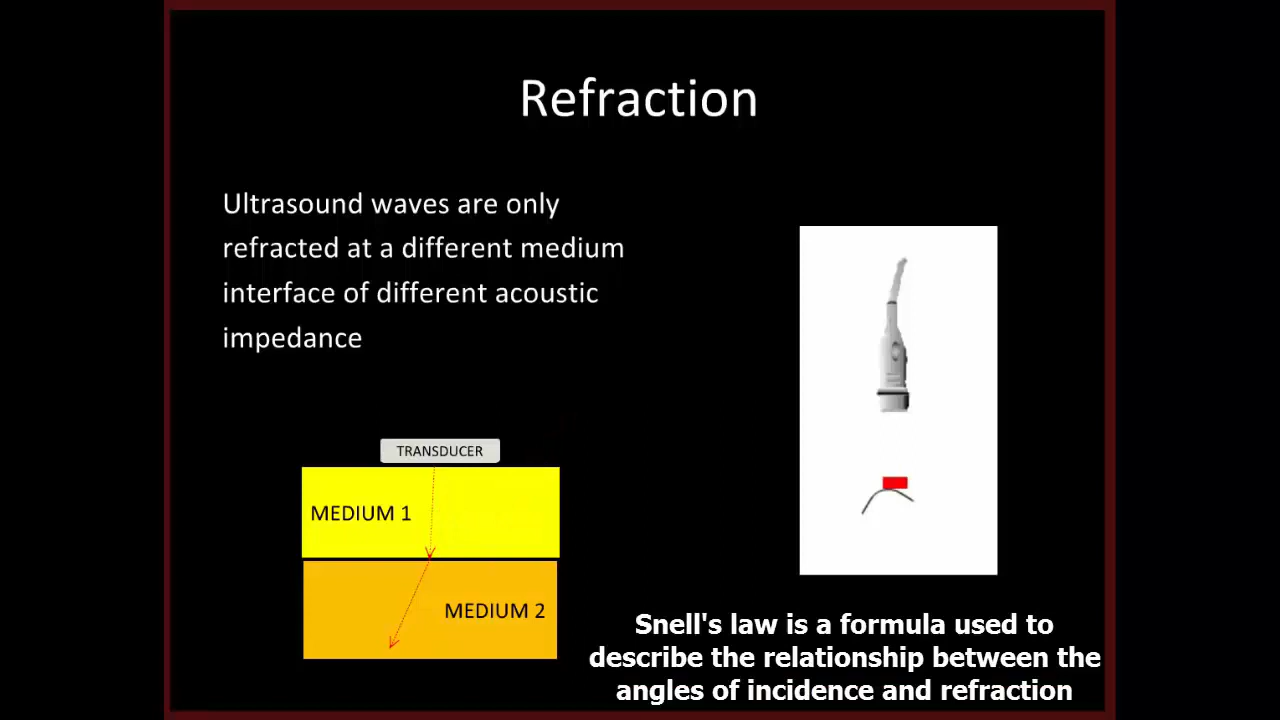 Refraction
Ultrasound waves are only
refracted at a different medium
interface of different acoustic
impedance
TRANSDUCER
MEDIUM 1
MEDIUM 2
Snell's law is a formula used to
describe the relationship between the
angles of incidence and refraction